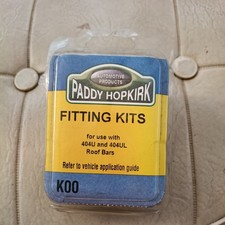 AUTOMOTIVE
PRODUCTS
PADDY HOPKIRK
FITTING KITS
for use with
404U and 404UL
Roof Bars
Refer to vehicle application guide
K00